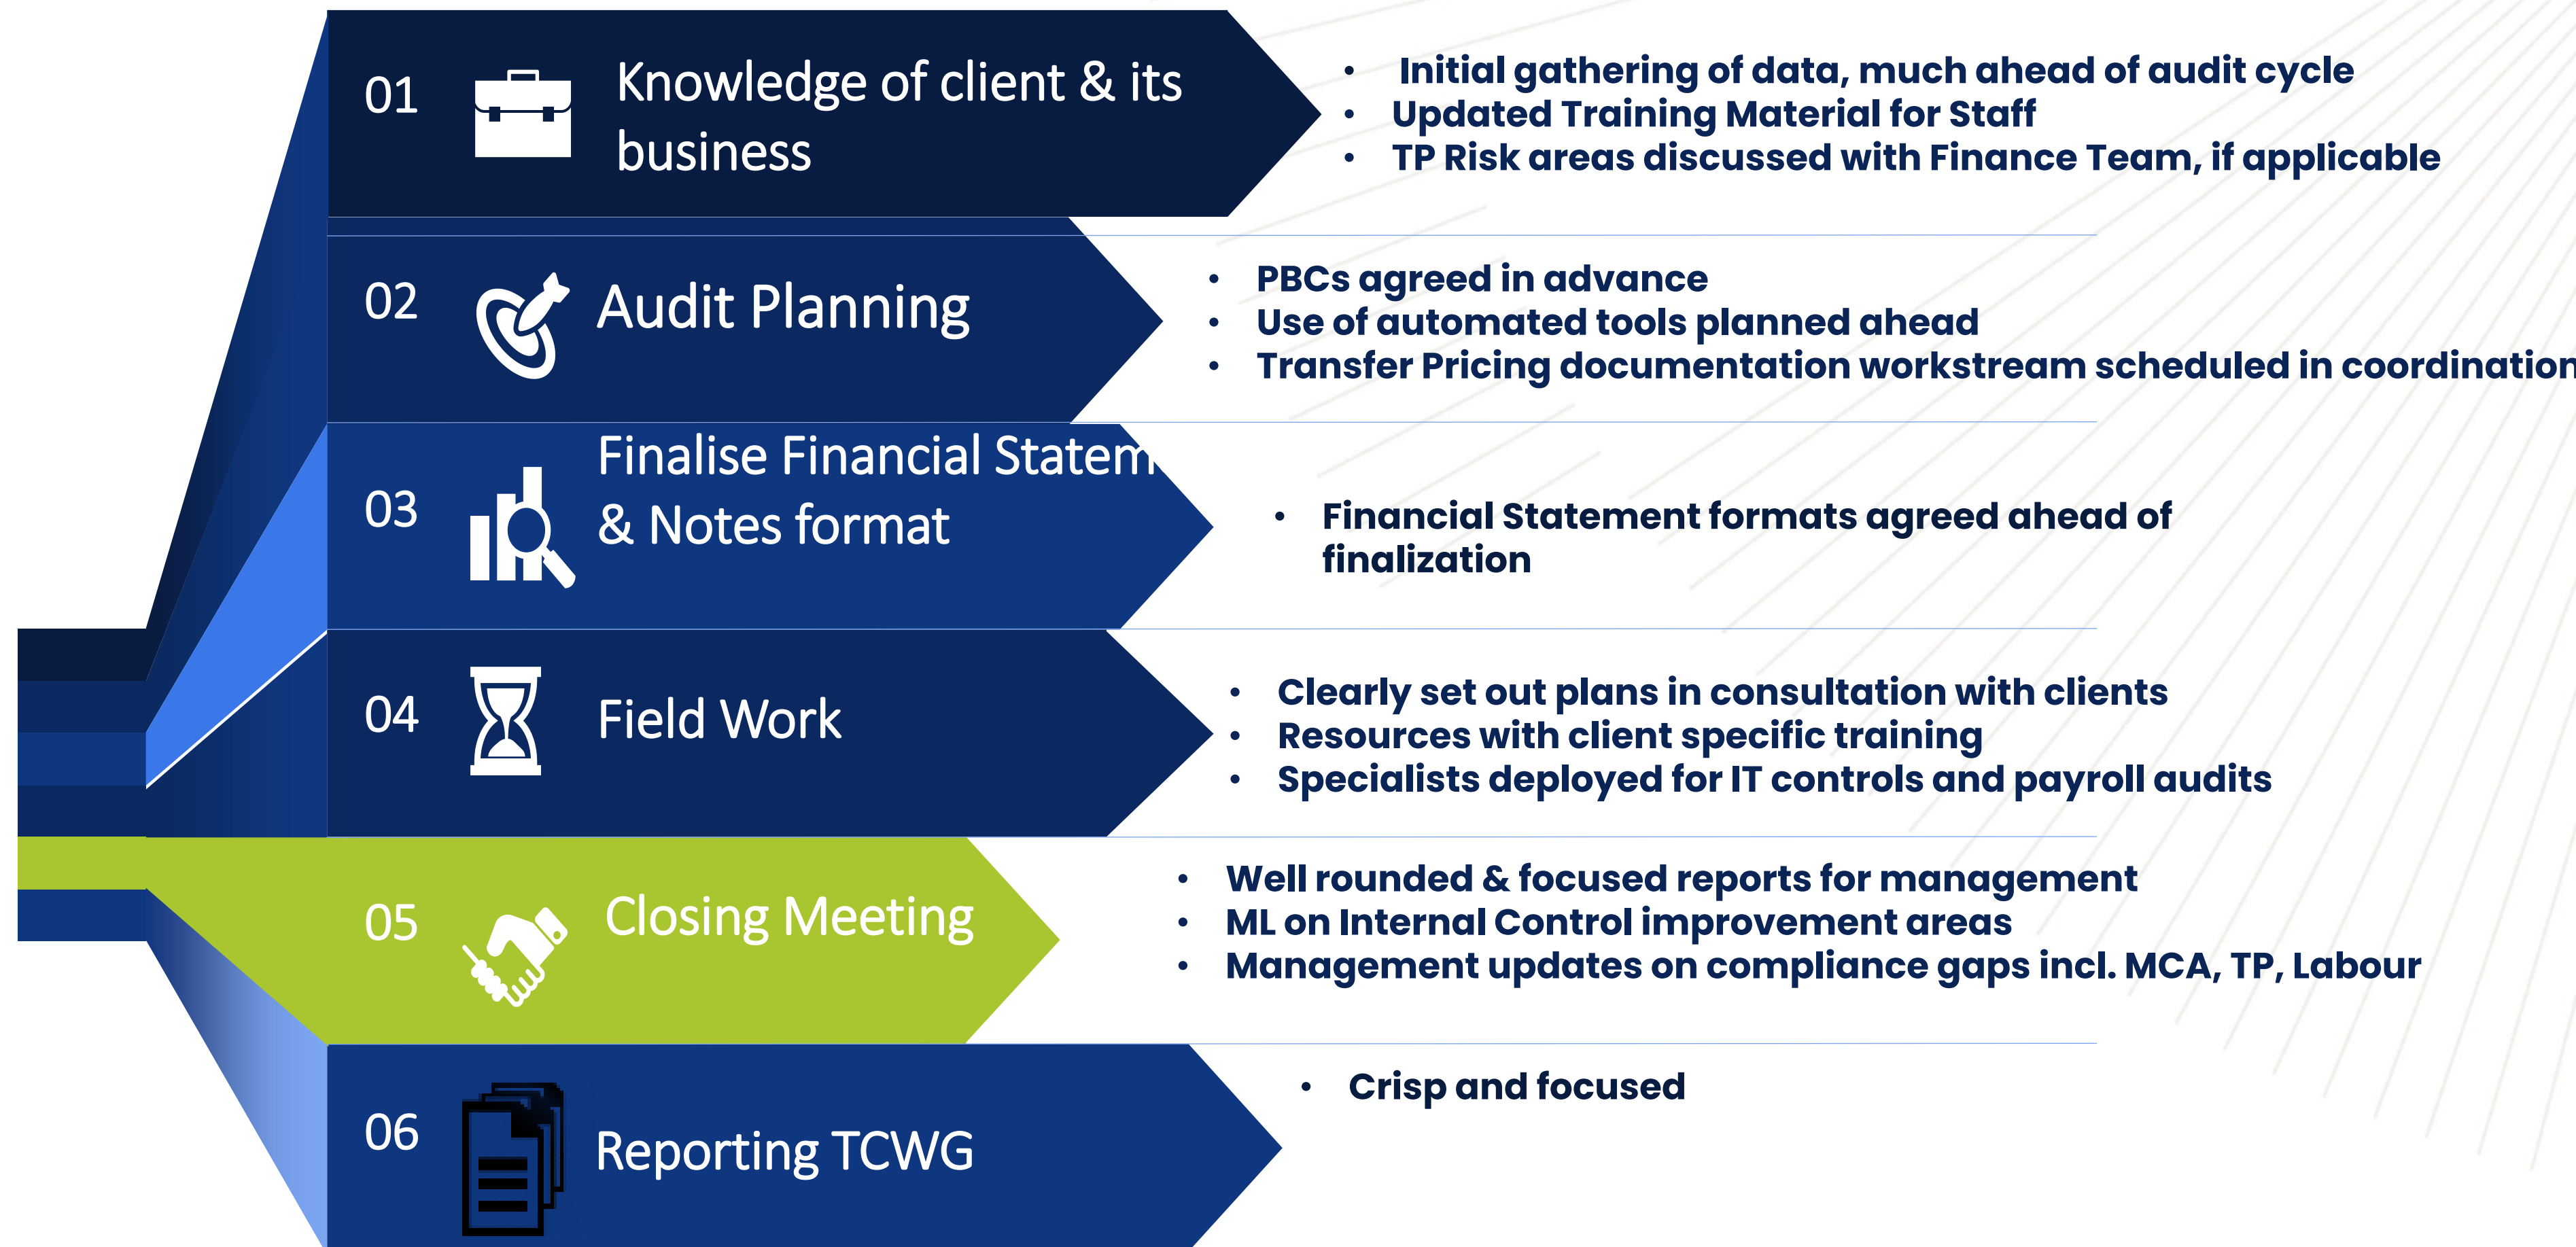 01
Knowledge of client & its
business
• Initial gathering of data, much ahead of audit cycle
• Updated Training Material for Staff
• TP Risk areas discussed with Finance Team, if applicable
02
Audit Planning
• PBCs agreed in advance
• Use of automated tools planned ahead
• Transfer Pricing documentation workstream scheduled in coordination
03
Finalise Financial Statem
& Notes format
• Financial Statement formats agreed ahead of
finalization
04
Field Work
• Clearly set out plans in consultation with clients
• Resources with client specific training
• Specialists deployed for IT controls and payroll audits
05
Closing Meeting
• Well rounded & focused reports for management
• ML on Internal Control improvement areas
• Management updates on compliance gaps incl. MCA, TP, Labour
06
Reporting TCWG
• Crisp and focused